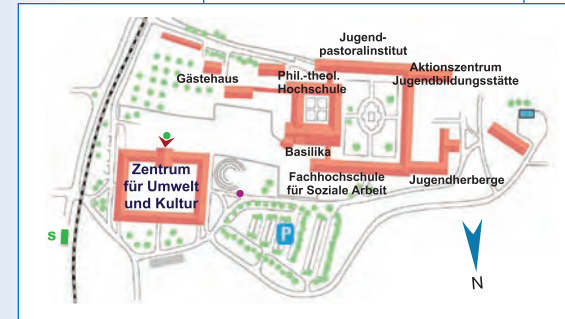 Jugend-
pastoralinstitut
Aktionszentrum
Jugendbildungsstätte
Gästehaus
Phil.-theol.
Hochschule
Basilika
Zentrum
für Umwelt
und Kultur
Fachhochschule
für Soziale Arbeit
Jugendherberge
S
P
N